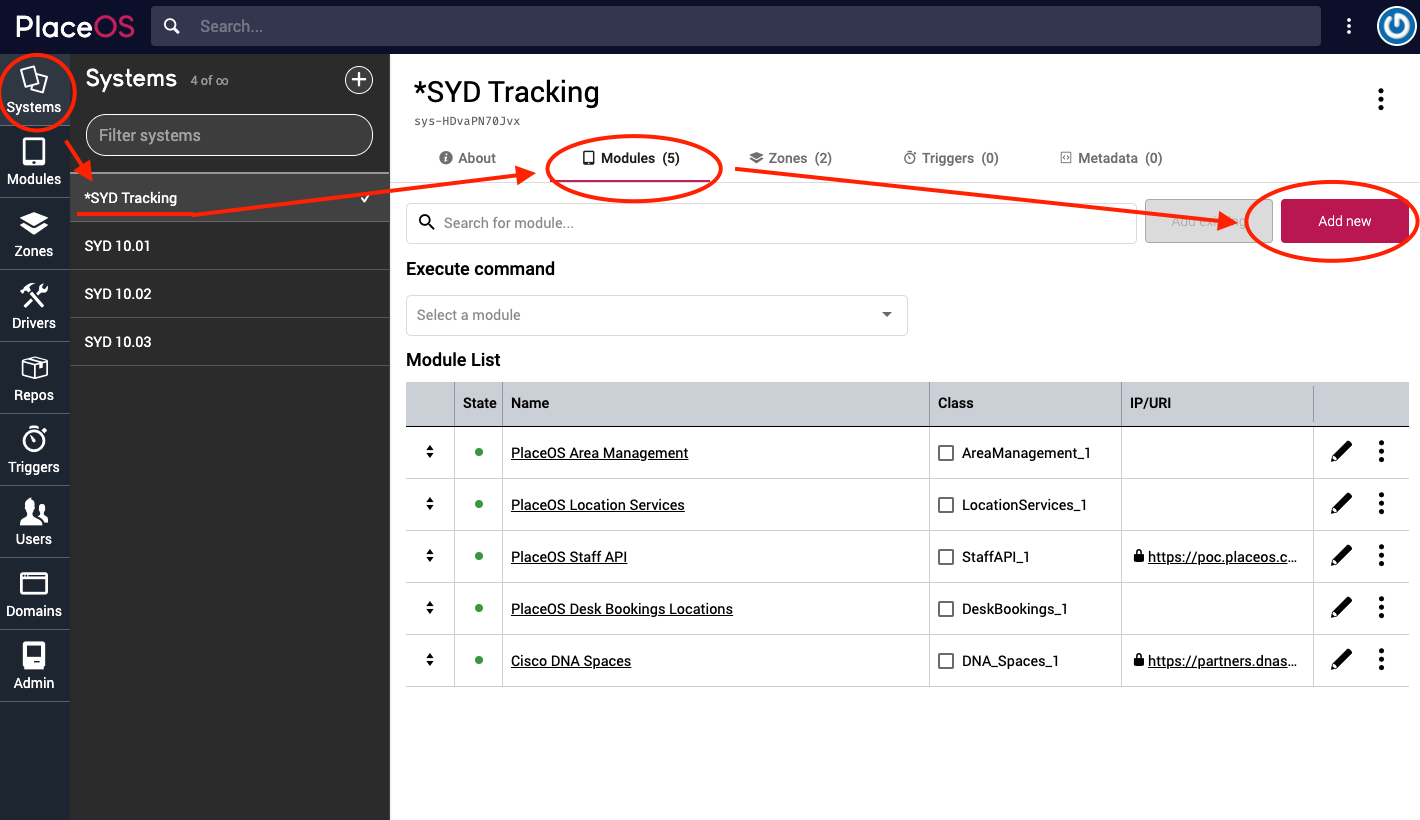 PlaceOS
Search...
Systems
Modules
Zones
Drivers
Repos
Triggers
Users
Domains
Admin
Systems 4 of ∞
Filter systems
*SYD Tracking
SYD 10.01
SYD 10.02
SYD 10.03
*SYD Tracking
sys-HDvaPN70Jvx
About
Modules (5)
Zones (2)
Triggers (0)
Metadata (0)
Search for module...
Add existing
Add new
Execute command
Select a module
Module List
State Name Class IP/URI
PlaceOS Area Management AreaManagement_1
PlaceOS Location Services LocationServices_1
PlaceOS Staff API StaffAPI_1 https://poc.placeos.c...
PlaceOS Desk Bookings Locations DeskBookings_1
Cisco DNA Spaces DNA_Spaces_1 https://partners.dnas...